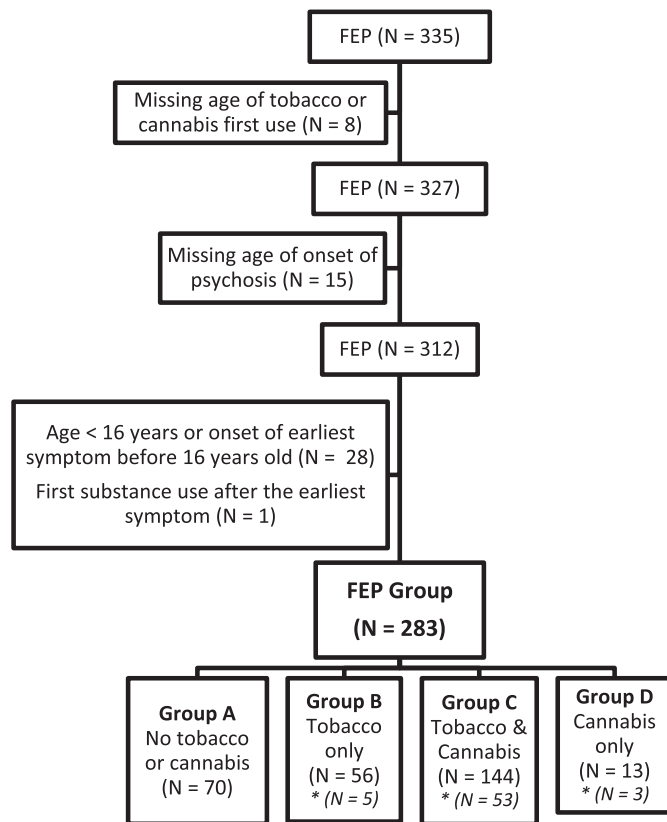 FEP (N = 335)
Missing age of tobacco or
cannabis first use (N = 8)
FEP (N = 327)
Missing age of onset of
psychosis (N = 15)
FEP (N = 312)
Age < 16 years or onset of earliest
symptom before 16 years old (N = 28)
First substance use after the earliest
symptom (N = 1)
FEP Group
(N = 283)
Group A
No tobacco
or cannabis
(N = 70)
Group B
Tobacco
only
(N = 56)
* (N = 5)
Group C
Tobacco &
Cannabis
(N = 144)
* (N = 53)
Group D
Cannabis
only
(N = 13)
* (N = 3)